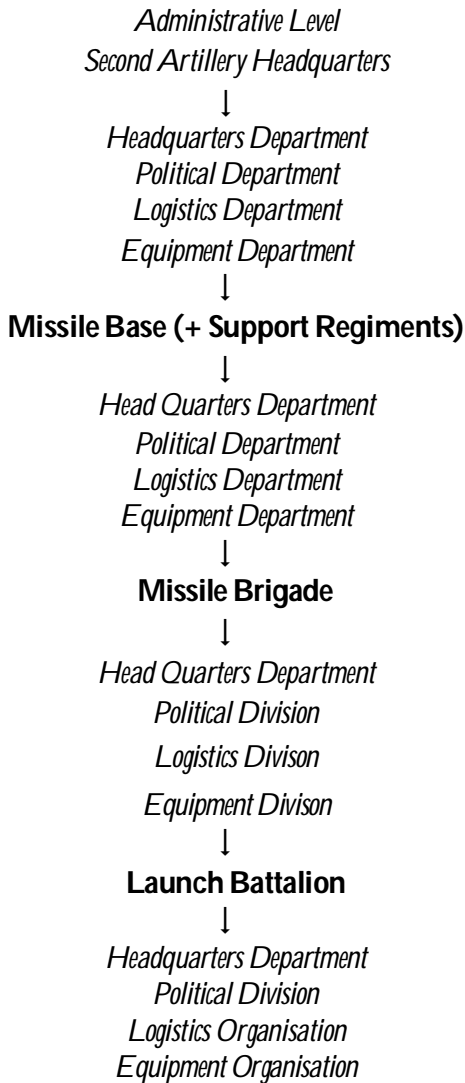 Administrative Level
Second Artillery Headquarters
↓
Headquarters Department
Political Department
Logistics Department
Equipment Department
↓
Missile Base (+ Support Regiments)
↓
Head Quarters Department
Political Department
Logistics Department
Equipment Department
↓
Missile Brigade
↓
Head Quarters Department
Political Division
Logistics Divison
Equipment Divison
↓
Launch Battalion
↓
Headquarters Department
Political Division
Logistics Organisation
Equipment Organisation